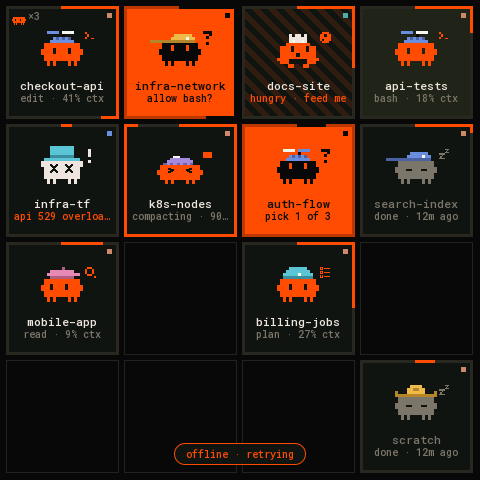 ×3
checkout-api
edit · 41% ctx
infra-network
allow bash?
docs-site
hungry · feed me
api-tests
bash · 18% ctx
infra-tf
api 529 overloa…
k8s-nodes
compacting · 90…
auth-flow
pick 1 of 3
zz
search-index
done · 12m ago
mobile-app
read · 9% ctx
billing-jobs
plan · 27% ctx
zz
scratch
done · 12m ago
offline · retrying